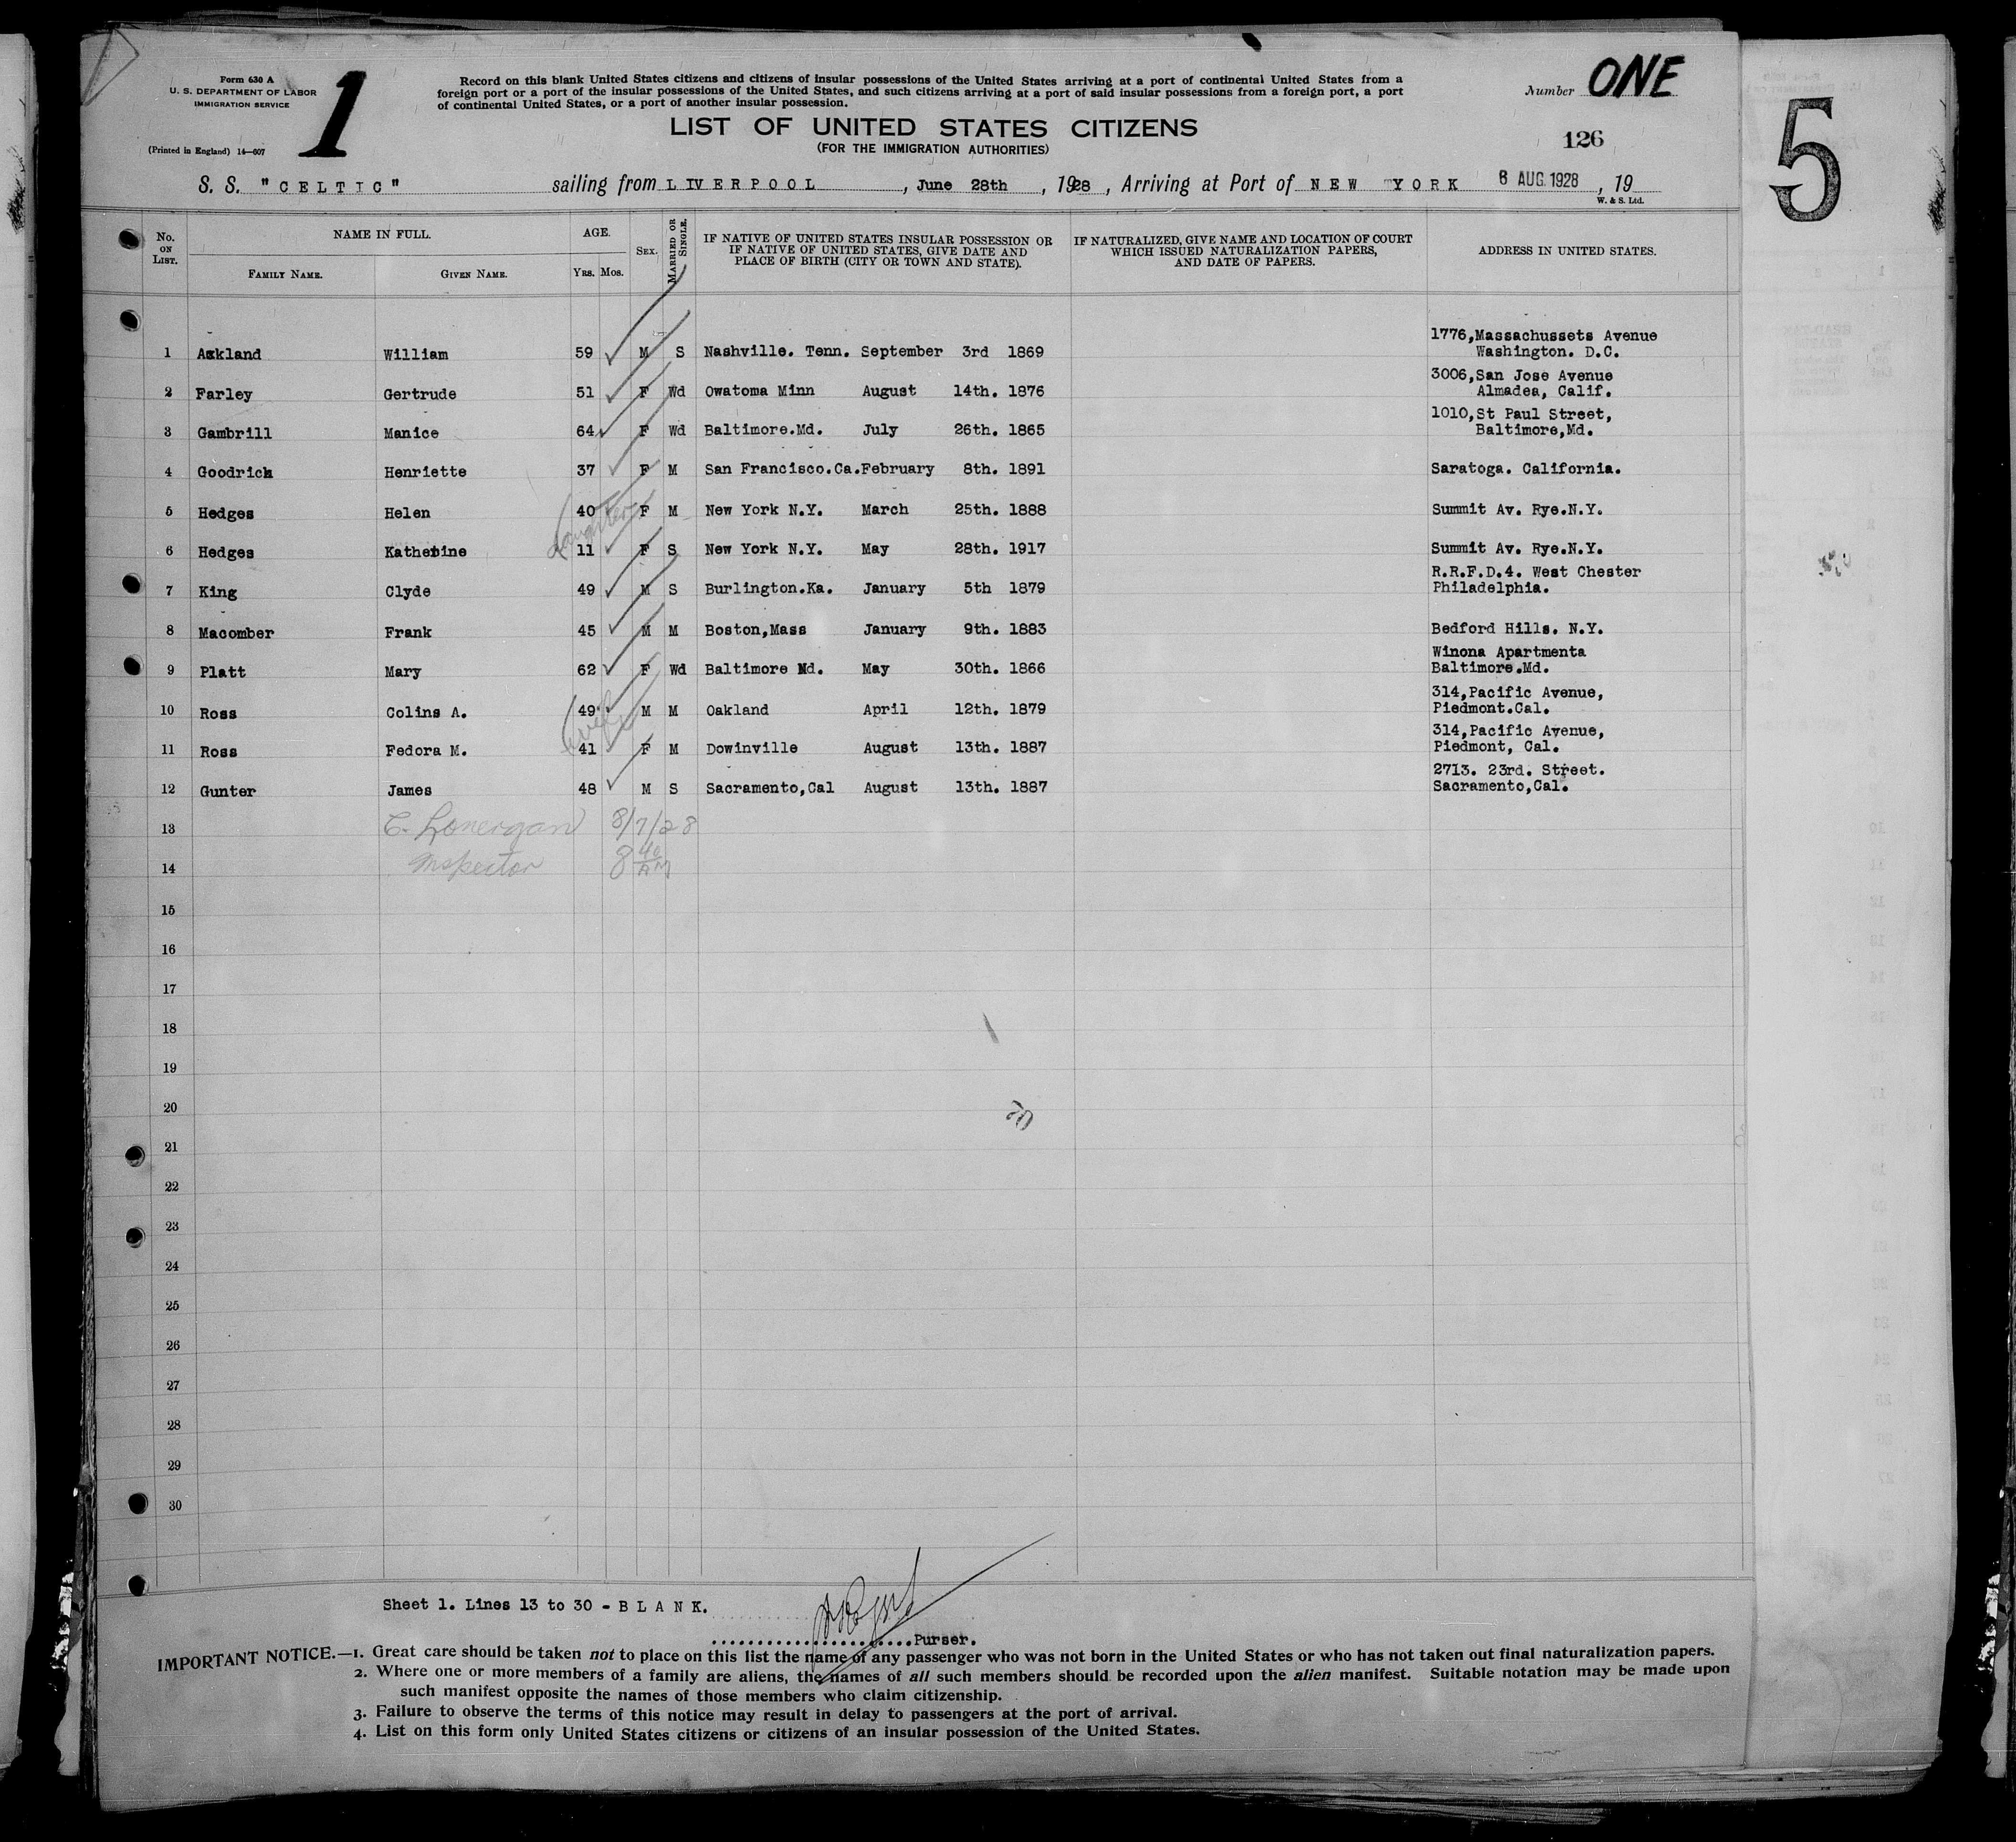 Form 630 A
U. S. DEPARTMENT OF LABOR
IMMIGRATION SERVICE
(Printed in England) 14—607
1
Record on this blank United States citizens and citizens of insular possessions of the United States arriving at a port of continental United States from a
foreign port or a port of the insular possessions of the United States, and such citizens arriving at a port of said insular possessions from a foreign port, a port
of continental United States, or a port of another insular possession.
Number ONE
LIST OF UNITED STATES CITIZENS
(FOR THE IMMIGRATION AUTHORITIES)
126
5
S. S. "CELTIC" sailing from LIVERPOOL, June 28th, 1928, Arriving at Port of NEW YORK 6 AUG. 1928, 19
W. & S. Ltd.
No. ON LIST. NAME IN FULL. FAMILY NAME. GIVEN NAME. AGE. YRS. MOS. SEX. MARRIED OR SINGLE. IF NATIVE OF UNITED STATES INSULAR POSSESSION OR IF NATIVE OF UNITED STATES, GIVE DATE AND PLACE OF BIRTH (CITY OR TOWN AND STATE). IF NATURALIZED, GIVE NAME AND LOCATION OF COURT WHICH ISSUED NATURALIZATION PAPERS, AND DATE OF PAPERS. ADDRESS IN UNITED STATES.
1 Ackland William 59 M S Nashville. Tenn. September 3rd 1869 1776,Massachussets Avenue Washington. D.C.
2 Farley Gertrude 51 F Wd Owatoma Minn August 14th. 1876 3006,San Jose Avenue Almadea, Calif.
3 Gambrill Manice 64 F Wd Baltimore.Md. July 26th. 1865 1010,St Paul Street, Baltimore,Md.
4 Goodrich Henriette 37 F M San Francisco.Ca.February 8th. 1891 Saratoga. California.
5 Hedges Helen 40 F M New York N.Y. March 25th. 1888 Summit Av. Rye.N.Y.
daughter
6 Hedges Katherine 11 F S New York N.Y. May 28th. 1917 Summit Av. Rye.N.Y.
7 King Clyde 49 M S Burlington.Ka. January 5th 1879 R.R.F.D.4. West Chester Philadelphia.
8 Macomber Frank 45 M M Boston,Mass January 9th. 1883 Bedford Hills. N.Y.
9 Platt Mary 62 F Wd Baltimore Md. May 30th. 1866 Winona Apartmenta Baltimore.Md.
10 Ross Colins A. 49 M M Oakland April 12th. 1879 314,Pacific Avenue, Piedmont.Cal.
wife
11 Ross Fedora M. 41 F M Dowinville August 13th. 1887 314,Pacific Avenue, Piedmont, Cal.
12 Gunter James 48 M S Sacramento,Cal August 13th. 1887 2713. 23rd. Street. Sacramento,Cal.
13 C. Lonergan 8/7/28
14 Inspector 8 40 AM
15
16
17
18
19
20
21
22
23
24
25
26
27
28
29
30
Sheet 1. Lines 13 to 30 - B L A N K.
Purser.
IMPORTANT NOTICE.—1. Great care should be taken not to place on this list the name of any passenger who was not born in the United States or who has not taken out final naturalization papers.
2. Where one or more members of a family are aliens, the names of all such members should be recorded upon the alien manifest. Suitable notation may be made upon
such manifest opposite the names of those members who claim citizenship.
3. Failure to observe the terms of this notice may result in delay to passengers at the port of arrival.
4. List on this form only United States citizens or citizens of an insular possession of the United States.